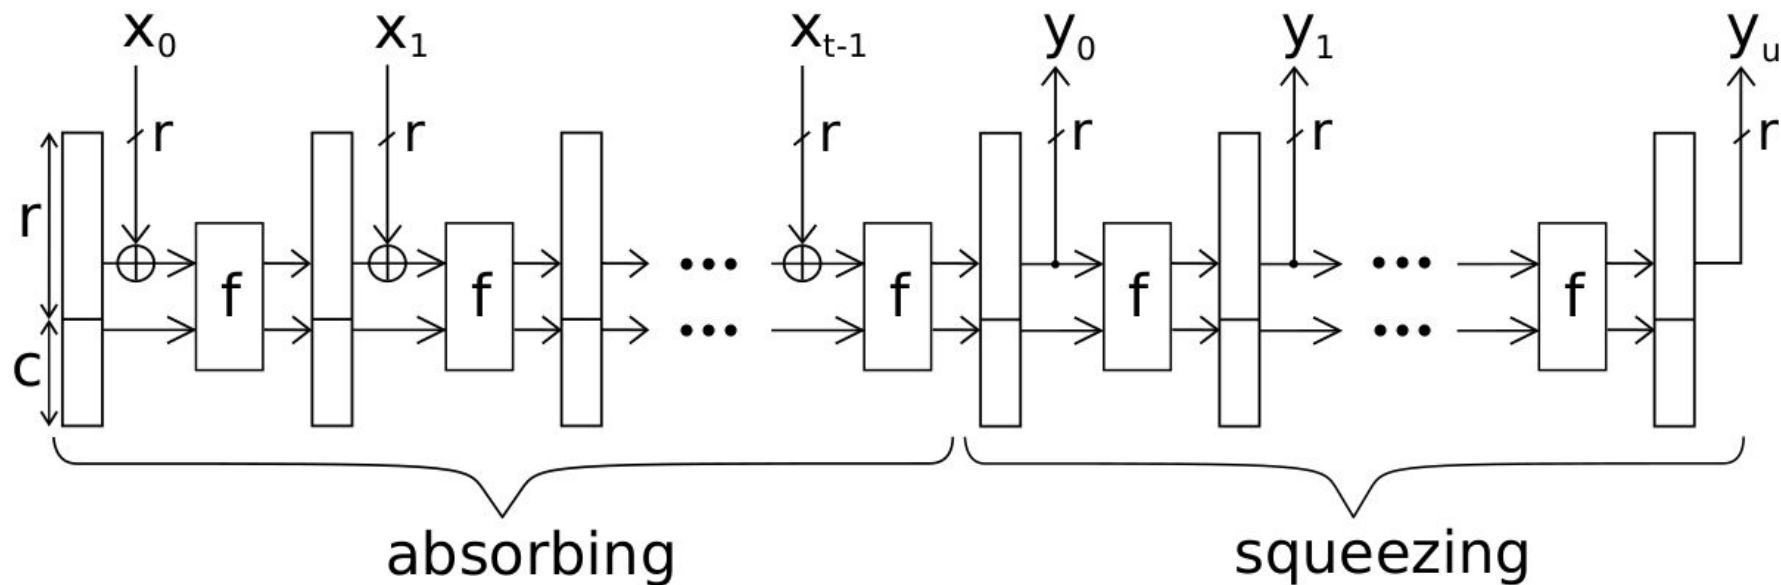 x0 x1 xt-1 y0 y1 yu
r r r r r r
r
f f f f f
c
absorbing squeezing